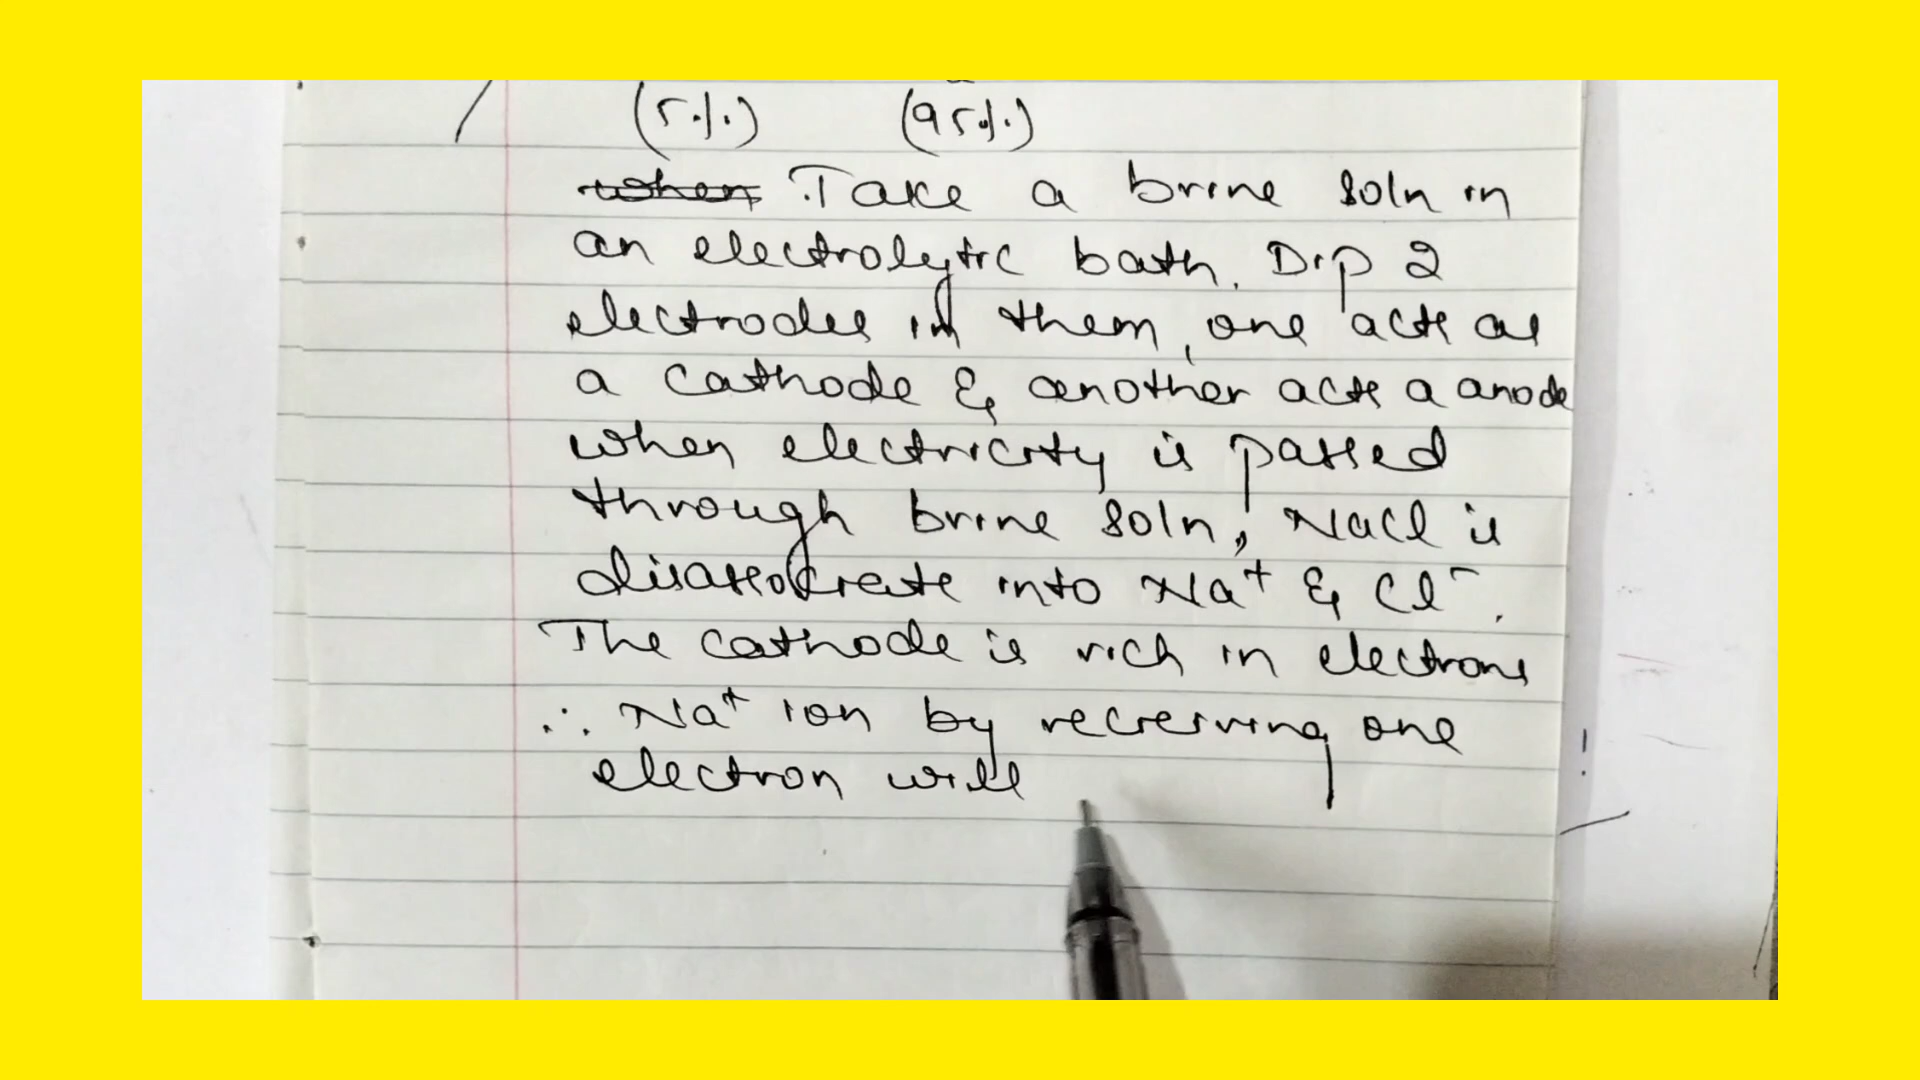 (5%) (95%)
when Take a brine soln in
an electrolytic bath. Dip 2
electrodes in them, one acts as
a cathode & another acts a anode
when electricity is passed
through brine soln, NaCl is
disassociate into Na⁺ & Cl⁻.
The cathode is rich in electrons
∴ Na⁺ ion by recieving one
electron will